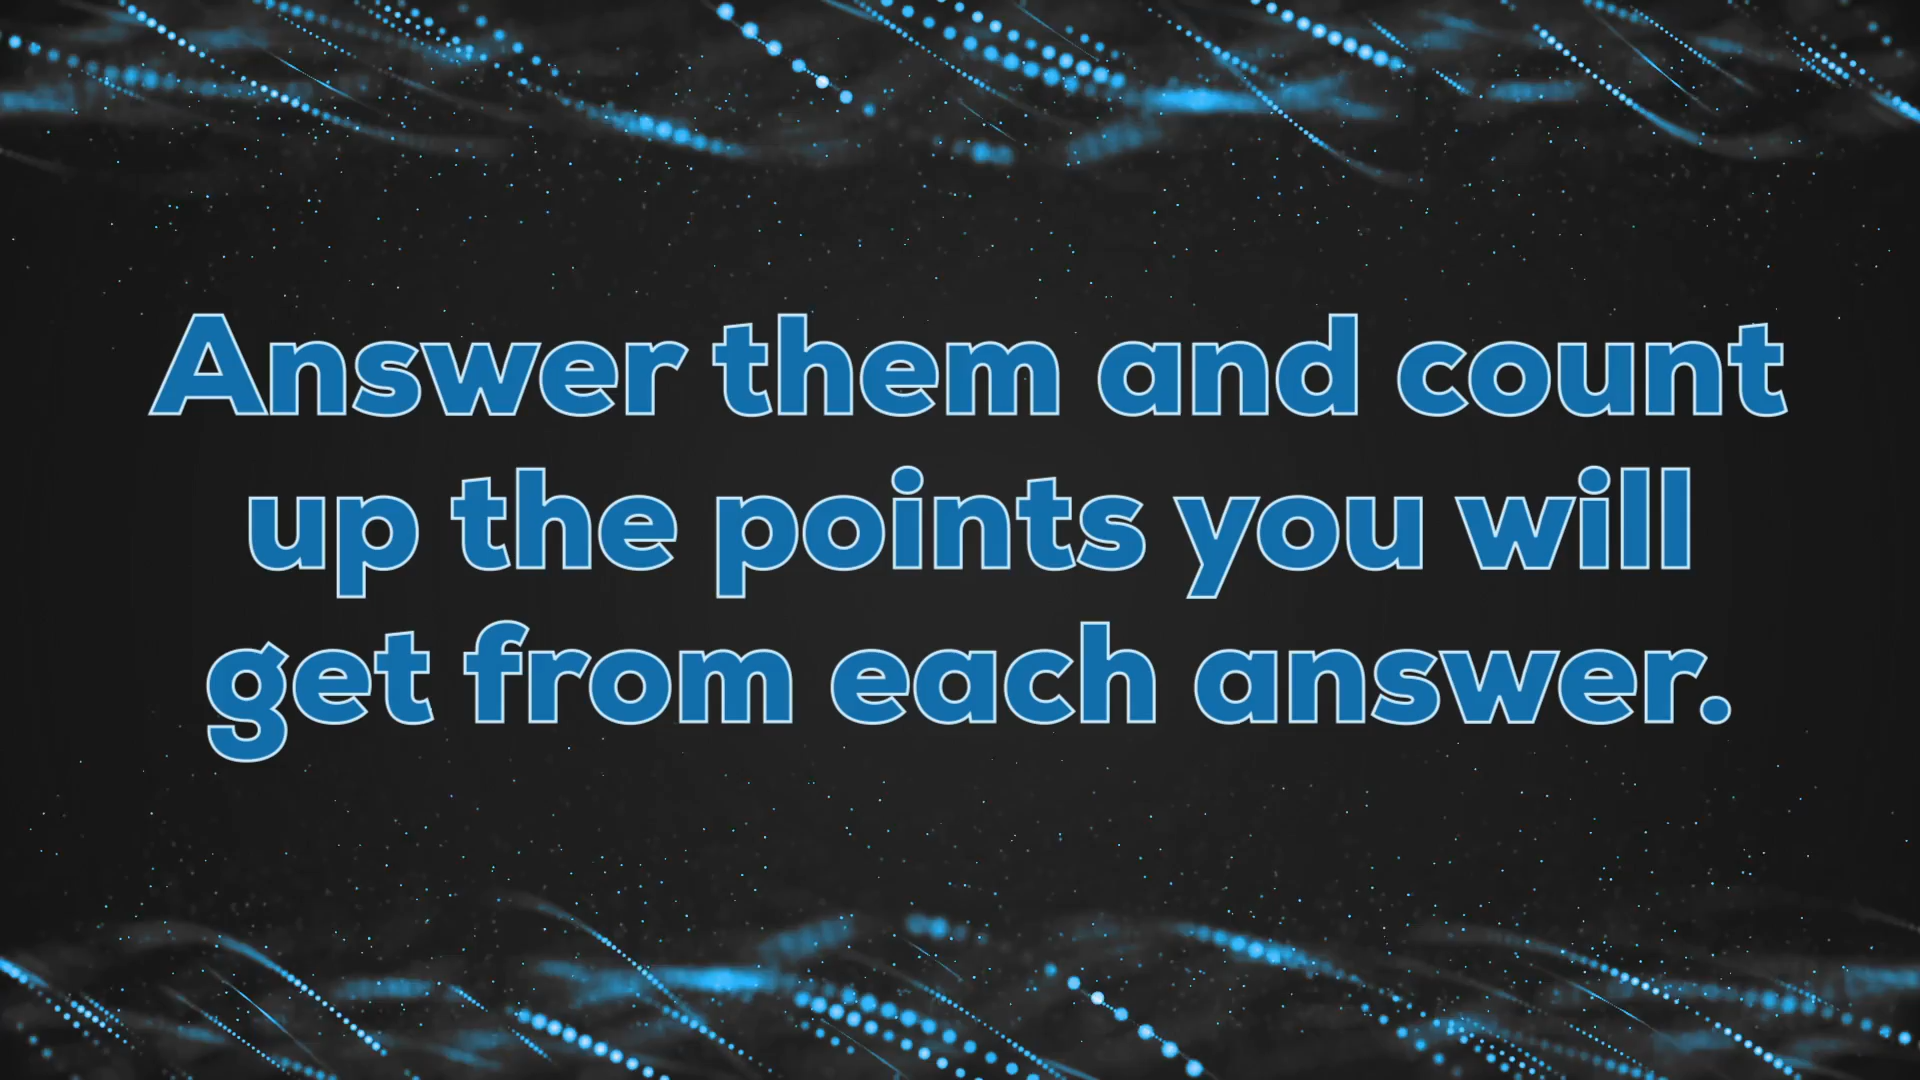 Answer them and count
up the points you will
get from each answer.